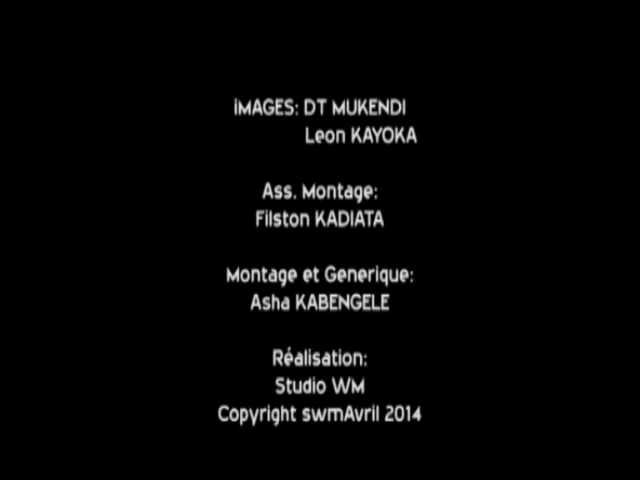 iMAGES: DT MUKENDI
Leon KAYOKA
Ass. Montage:
Filston KADIATA
Montage et Generique:
Asha KABENGELE
Réalisation:
Studio WM
Copyright swmAvril 2014